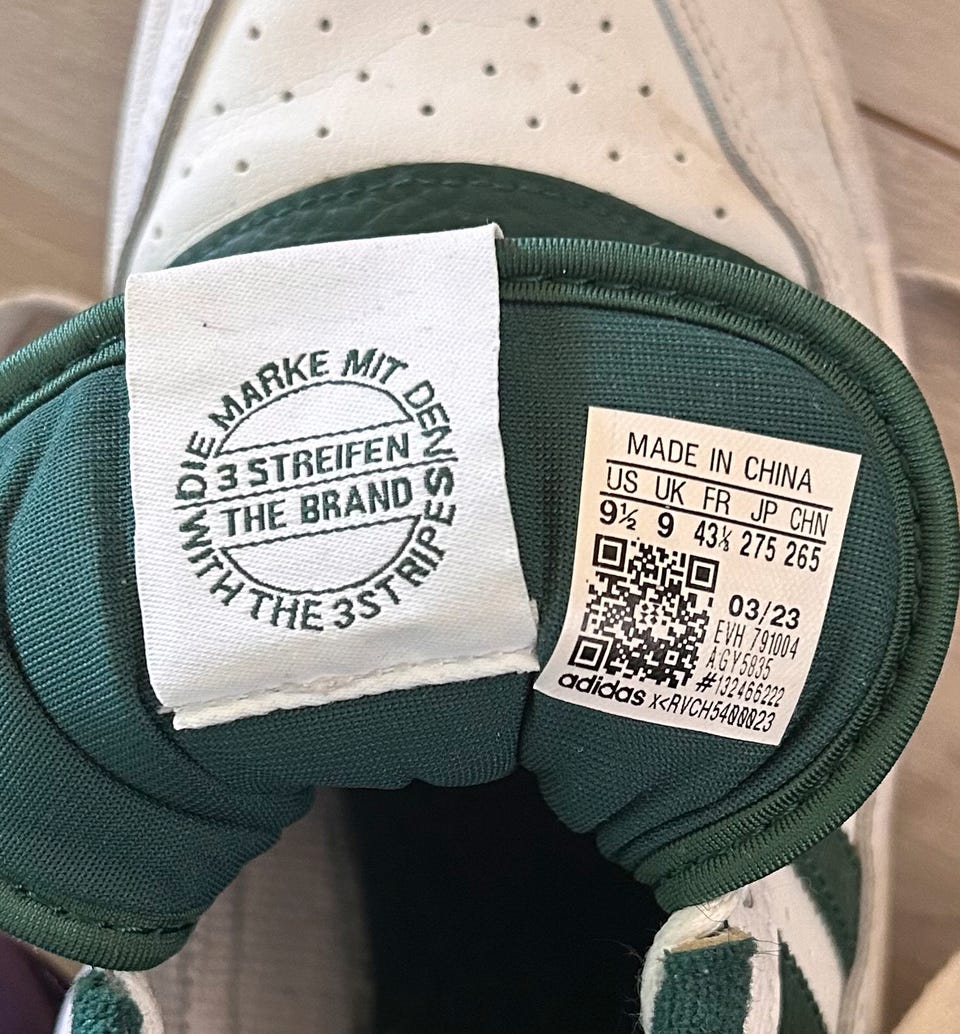 DIE MARKE MIT DEN
3 STREIFEN
THE BRAND
WITH THE 3 STRIPES
MADE IN CHINA
US UK FR JP CHN
9½ 9 43⅓ 275 265
03/23
EVH 791004
A.GY5835
#132466222
adidas X<RVCH5400023